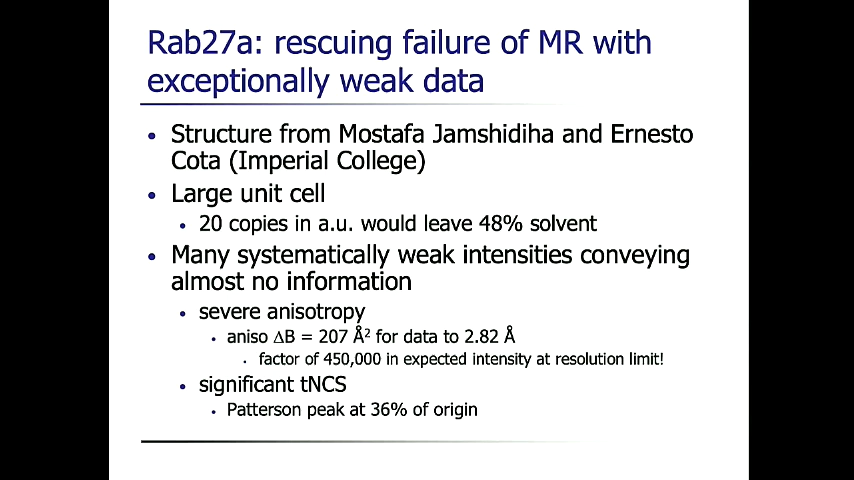 Rab27a: rescuing failure of MR with
exceptionally weak data
• Structure from Mostafa Jamshidiha and Ernesto
Cota (Imperial College)
• Large unit cell
• 20 copies in a.u. would leave 48% solvent
• Many systematically weak intensities conveying
almost no information
• severe anisotropy
• aniso ΔB = 207 Å² for data to 2.82 Å
• factor of 450,000 in expected intensity at resolution limit!
• significant tNCS
• Patterson peak at 36% of origin